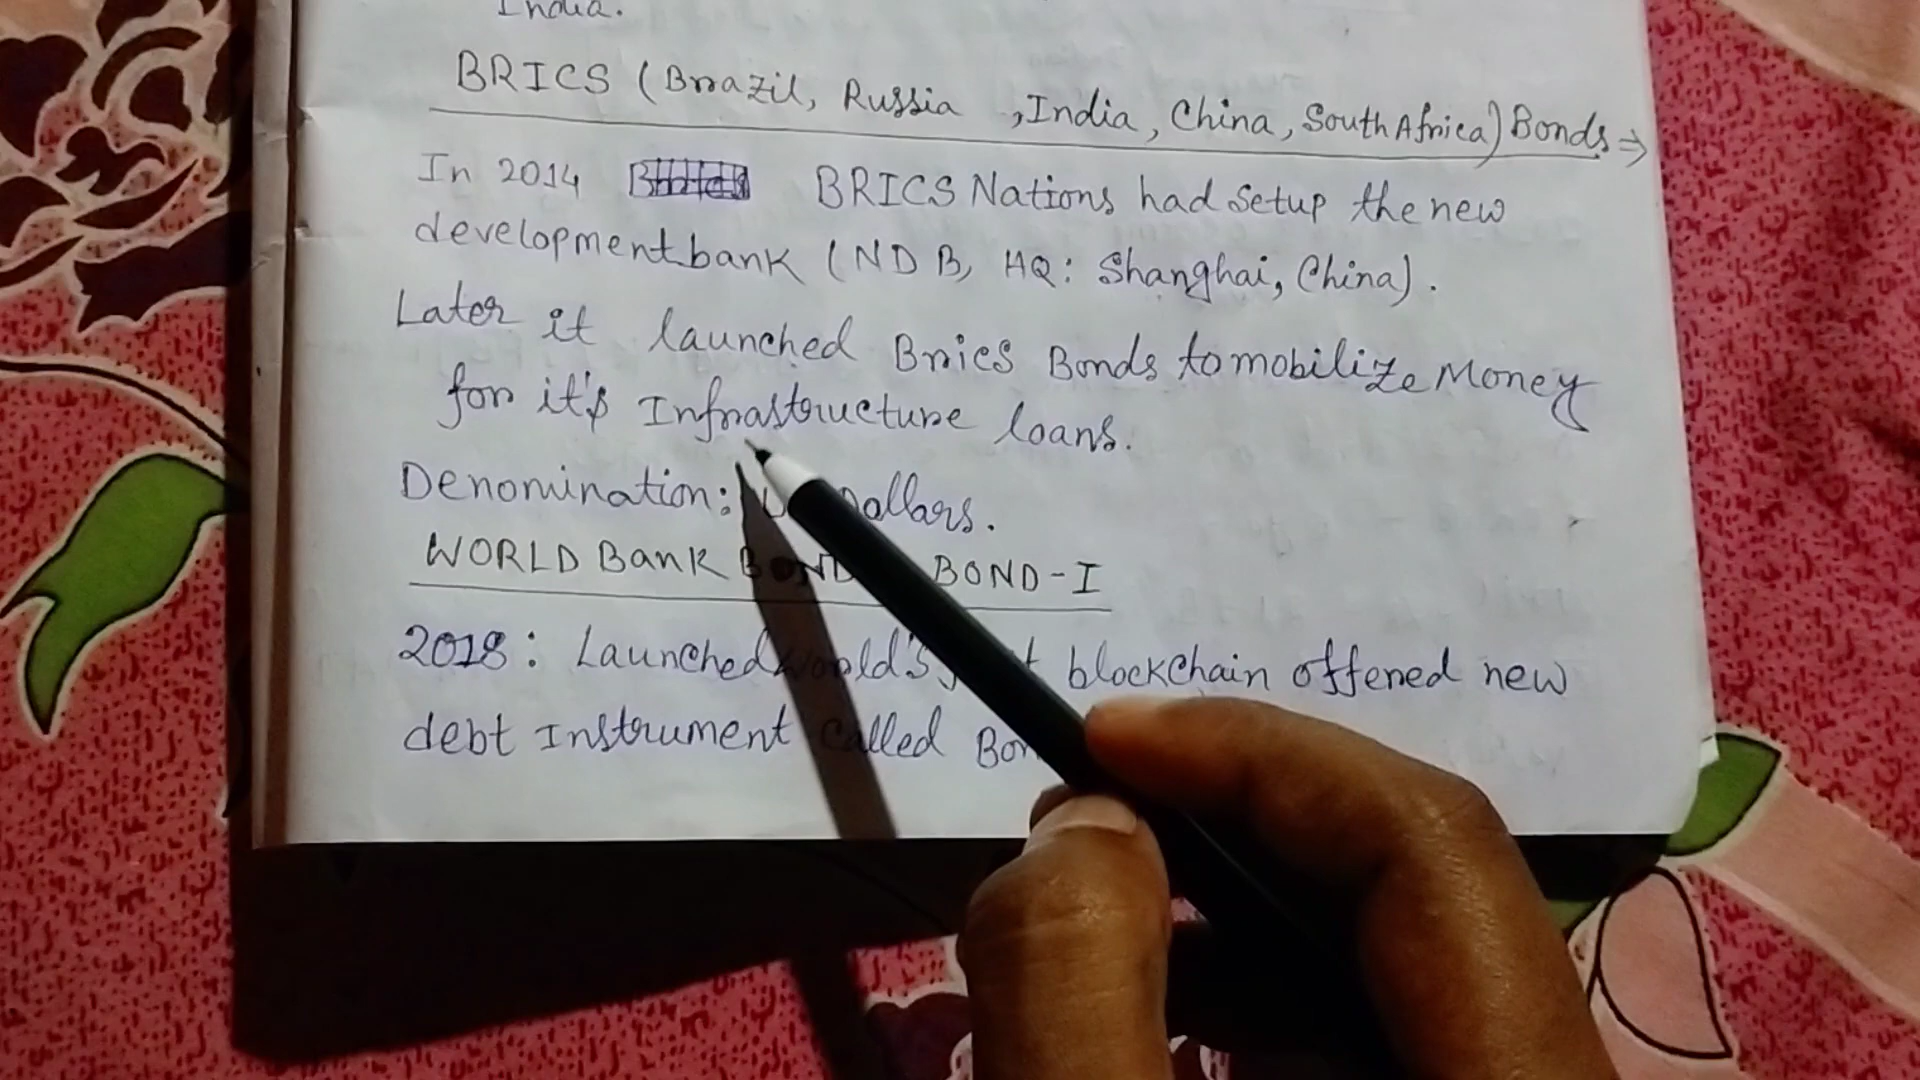 India.
BRICS (Brazil, Russia , India, China, South Africa) Bonds ⇒
In 2014 BRICS Nations had setup the new
development bank (NDB, HQ: Shanghai, China).
Later it launched Brics Bonds to mobilize Money
for it's Infrastructure loans.
Denomination: Dollars.
WORLD Bank BOND BOND-I
2018: Launched world's blockchain offered new
debt Instrument called